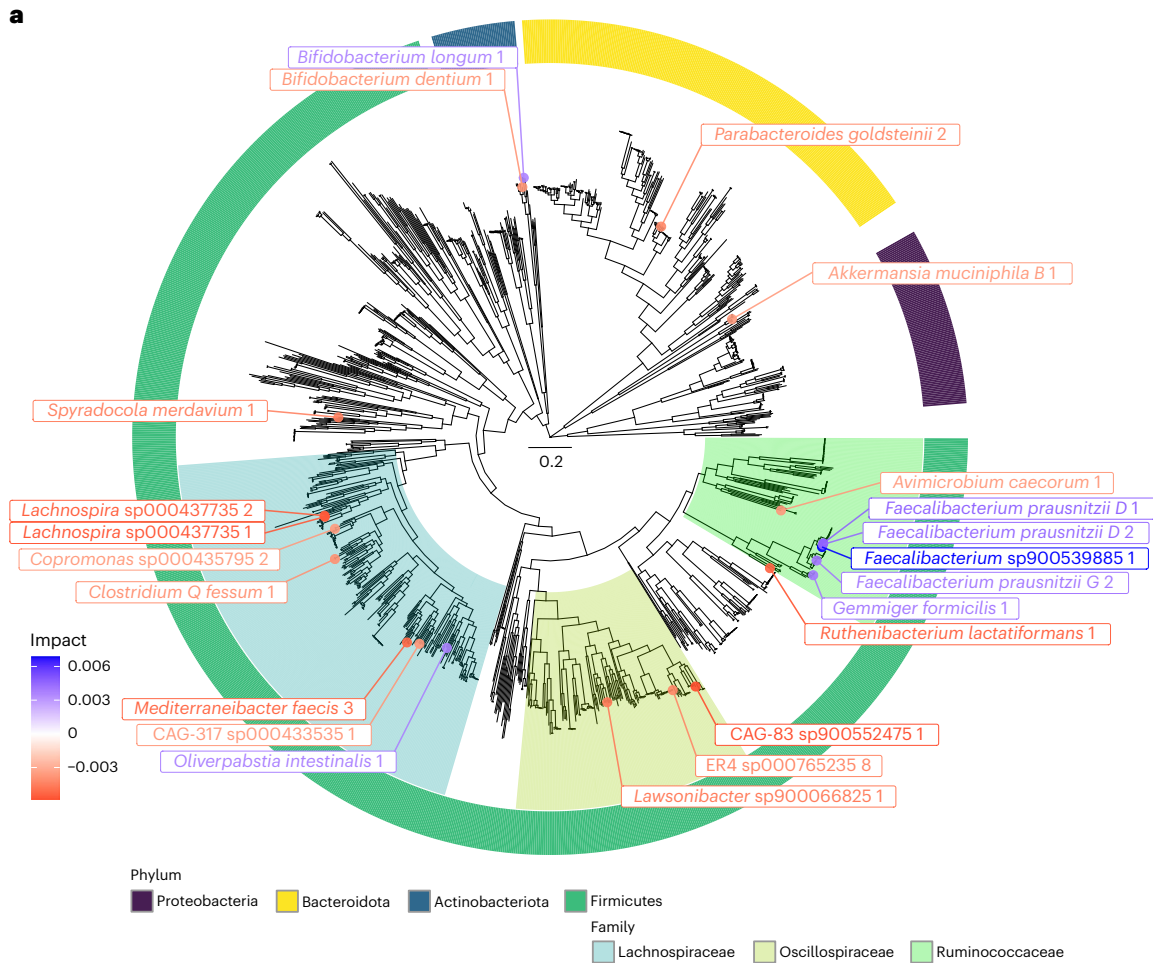 a
Bifidobacterium longum 1
Bifidobacterium dentium 1
Parabacteroides goldsteinii 2
Akkermansia muciniphila B 1
Spyradocola merdavium 1
0.2
Avimicrobium caecorum 1
Lachnospira sp000437735 2
Faecalibacterium prausnitzii D 1
Lachnospira sp000437735 1
Faecalibacterium prausnitzii D 2
Copromonas sp000435795 2
Faecalibacterium sp900539885 1
Clostridium Q fessum 1
Faecalibacterium prausnitzii G 2
Gemmiger formicilis 1
Ruthenibacterium lactatiformans 1
Impact
0.006
0.003
0
−0.003
Mediterraneibacter faecis 3
CAG-317 sp000433535 1
Oliverpabstia intestinalis 1
CAG-83 sp900552475 1
ER4 sp000765235 8
Lawsonibacter sp900066825 1
Phylum
Proteobacteria Bacteroidota Actinobacteriota Firmicutes
Family
Lachnospiraceae Oscillospiraceae Ruminococcaceae